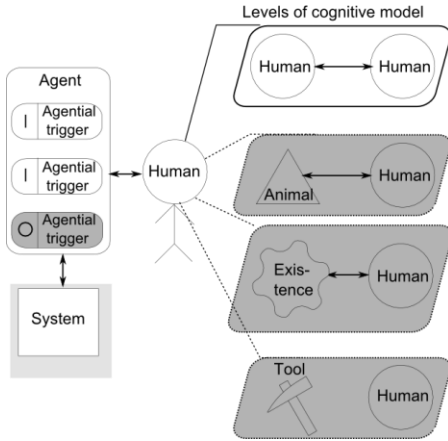 Levels of cognitive model
Human
Human
Agent
| Agential
trigger
| Agential
trigger
O Agential
trigger
Human
Animal
Human
Exis-
tence
Human
System
Tool
Human